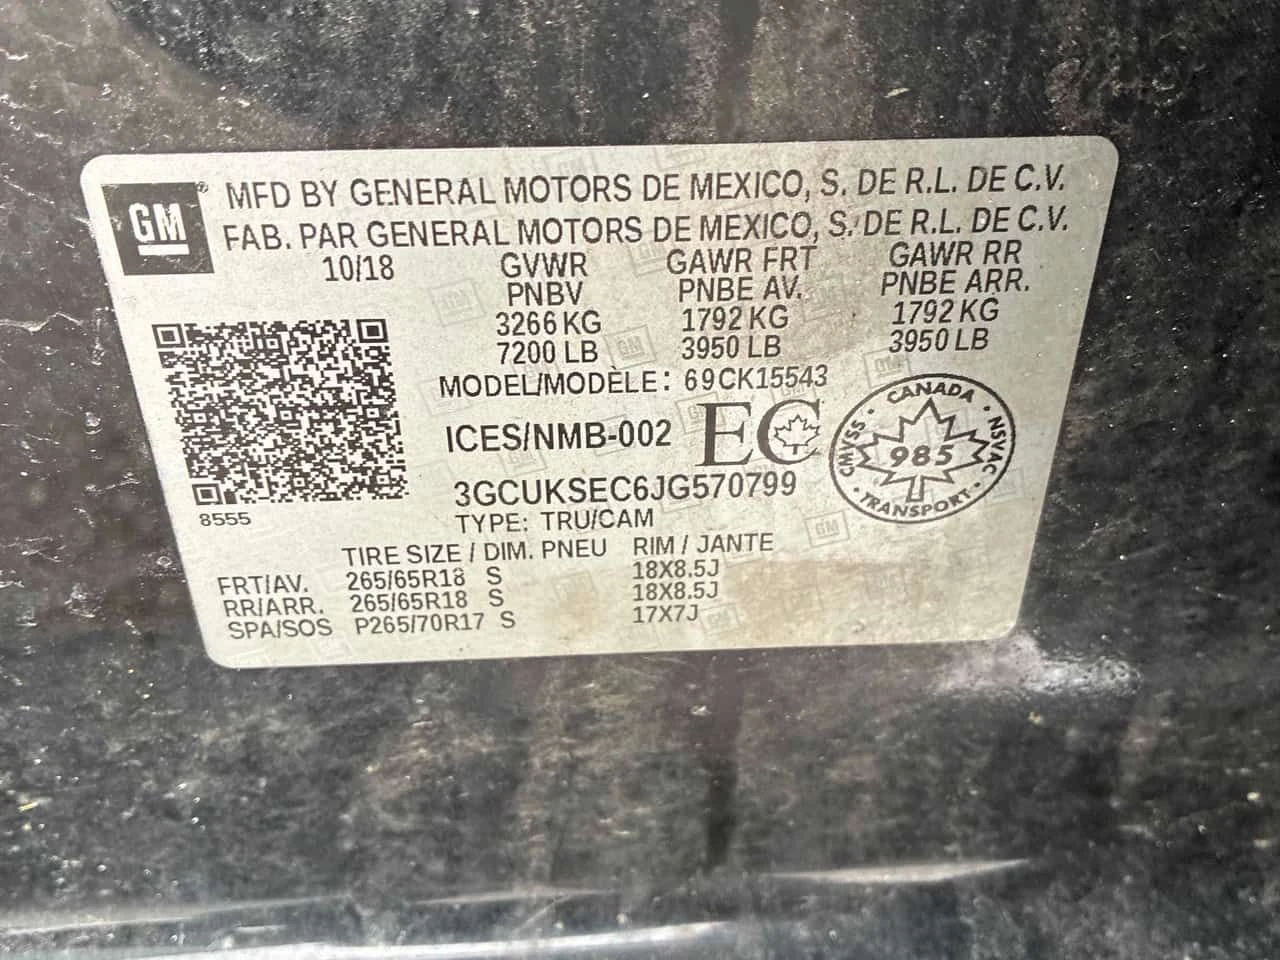 GM® MFD BY GENERAL MOTORS DE MEXICO, S. DE R.L. DE C.V.
FAB. PAR GENERAL MOTORS DE MEXICO, S. DE R.L. DE C.V.
10/18 GVWR GAWR FRT GAWR RR
PNBV PNBE AV. PNBE ARR.
3266 KG 1792 KG 1792 KG
7200 LB 3950 LB 3950 LB
MODEL/MODÈLE: 69CK15543
ICES/NMB-002 EC
CANADA
CMVSS 985 NSVAC
TRANSPORT
3GCUKSEC6JG570799
8555
TYPE: TRU/CAM
TIRE SIZE / DIM. PNEU RIM / JANTE
FRT/AV. 265/65R18 S 18X8.5J
RR/ARR. 265/65R18 S 18X8.5J
SPA/SOS P265/70R17 S 17X7J